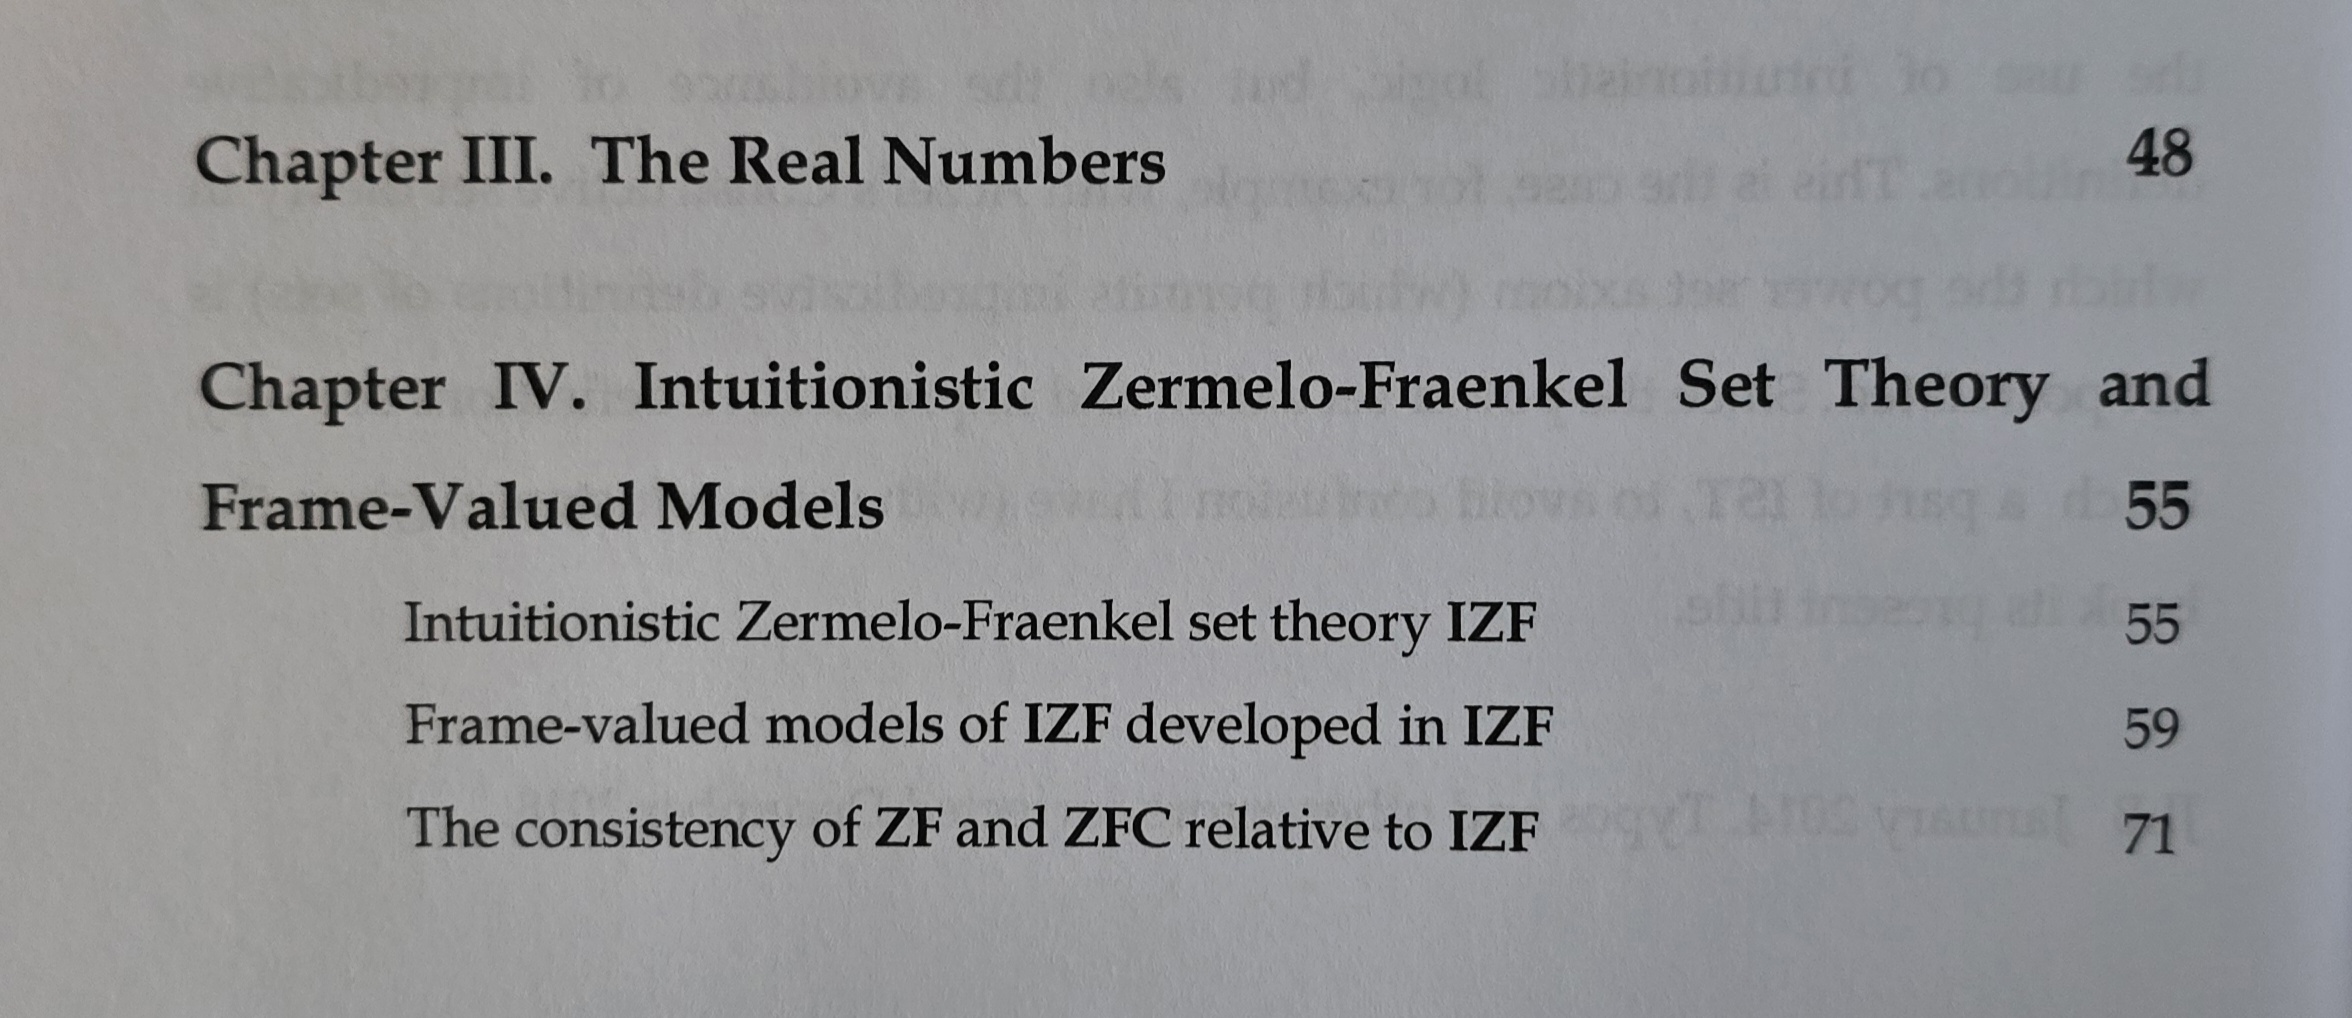 Chapter III. The Real Numbers 48
Chapter IV. Intuitionistic Zermelo-Fraenkel Set Theory and
Frame-Valued Models 55
Intuitionistic Zermelo-Fraenkel set theory IZF 55
Frame-valued models of IZF developed in IZF 59
The consistency of ZF and ZFC relative to IZF 71